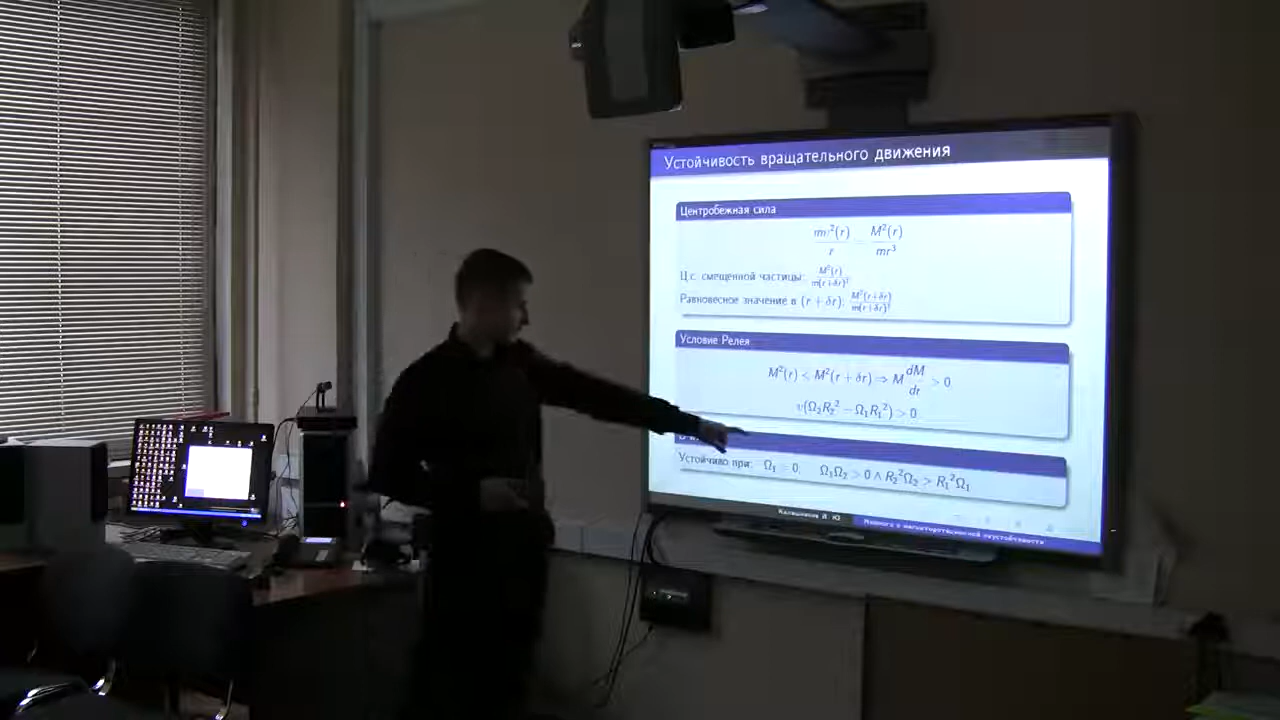 Устойчивость вращательного движения
Центробежная сила
mv²(r)/r = M²(r)/mr³
Ц.с. смещенной частицы: M²(r)/m(r+δr)³
Равновесное значение в (r + δr): M²(r+δr)/m(r+δr)³
Условие Релея
M²(r) < M²(r + δr) ⇒ M dM/dr > 0
υ(Ω₂R₂² − Ω₁R₁²) > 0
Устойчиво при: Ω₁ = 0; Ω₁Ω₂ > 0 ∧ R₂²Ω₂ > R₁²Ω₁